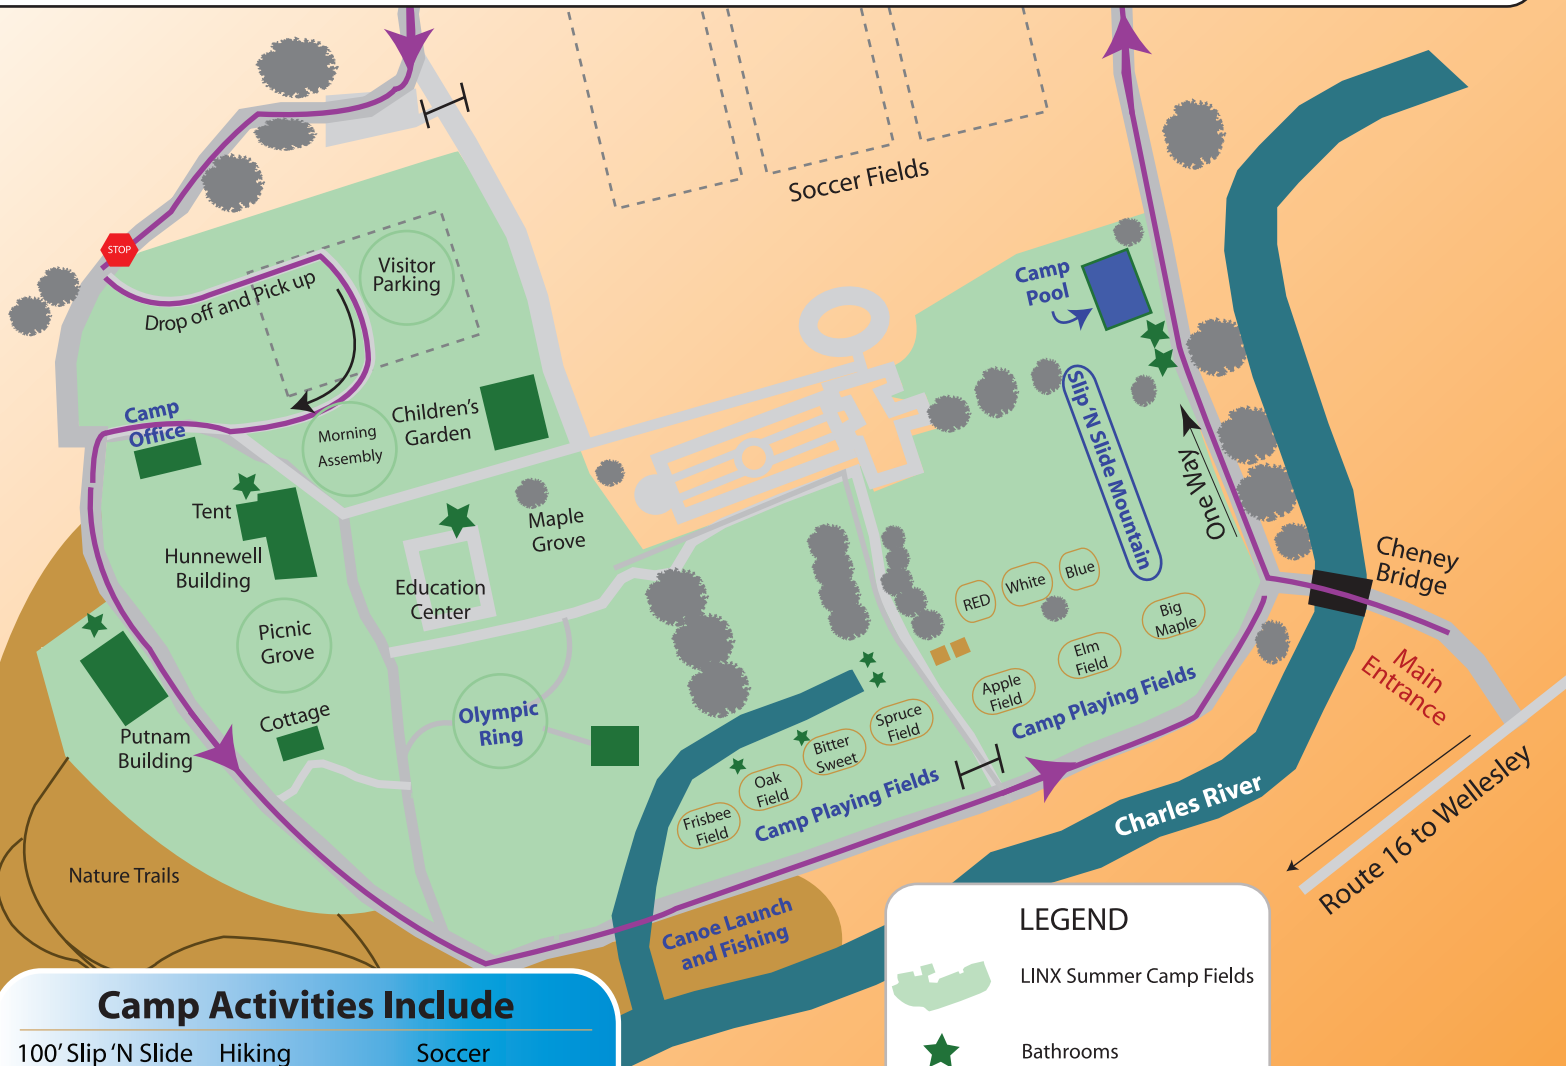 Soccer Fields
STOP
Visitor
Parking
Drop off and Pick up
Camp
Pool
Camp
Office
Children's
Garden
Morning
Assembly
Slip 'N Slide Mountain
One Way
Tent
Hunnewell
Building
Maple
Grove
Education
Center
Cheney
Bridge
RED
White
Blue
Big
Maple
Picnic
Grove
Elm
Field
Apple
Field
Main
Entrance
Camp Playing Fields
Olympic
Ring
Cottage
Putnam
Building
Spruce
Field
Bitter
Sweet
Oak
Field
Frisbee
Field
Camp Playing Fields
Charles River
Route 16 to Wellesley
Nature Trails
Canoe Launch
and Fishing
LEGEND
LINX Summer Camp Fields
Bathrooms
Camp Activities Include
100' Slip 'N Slide Hiking Soccer